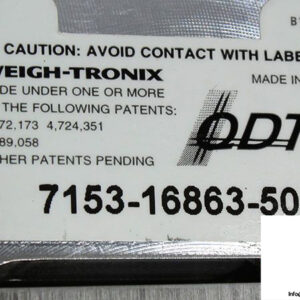 CAUTION: AVOID CONTACT WITH LABE
WEIGH-TRONIX
MADE IN
DE UNDER ONE OR MORE
THE FOLLOWING PATENTS:
72,173 4,724,351
89,058
HER PATENTS PENDING
QDT
7153-16863-50